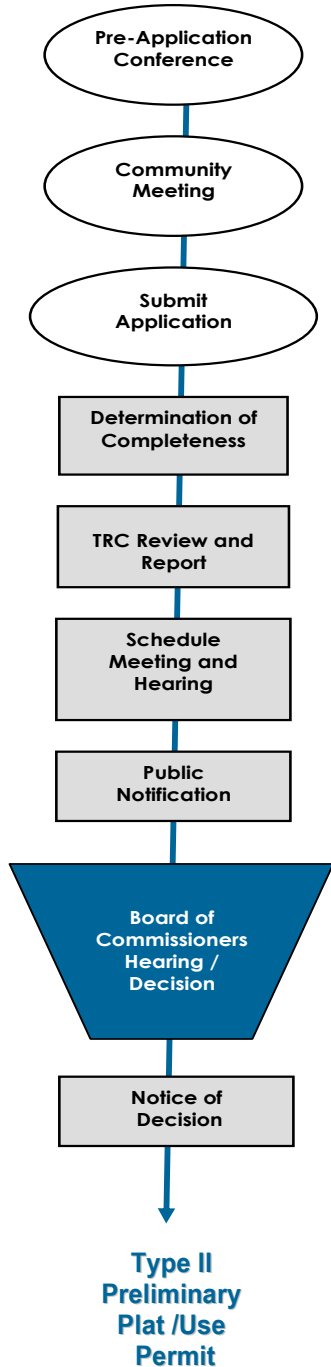 Pre-Application
Conference
Community
Meeting
Submit
Application
Determination of
Completeness
TRC Review and
Report
Schedule
Meeting and
Hearing
Public
Notification
Board of
Commissioners
Hearing /
Decision
Notice of
Decision
Type II
Preliminary
Plat /Use
Permit